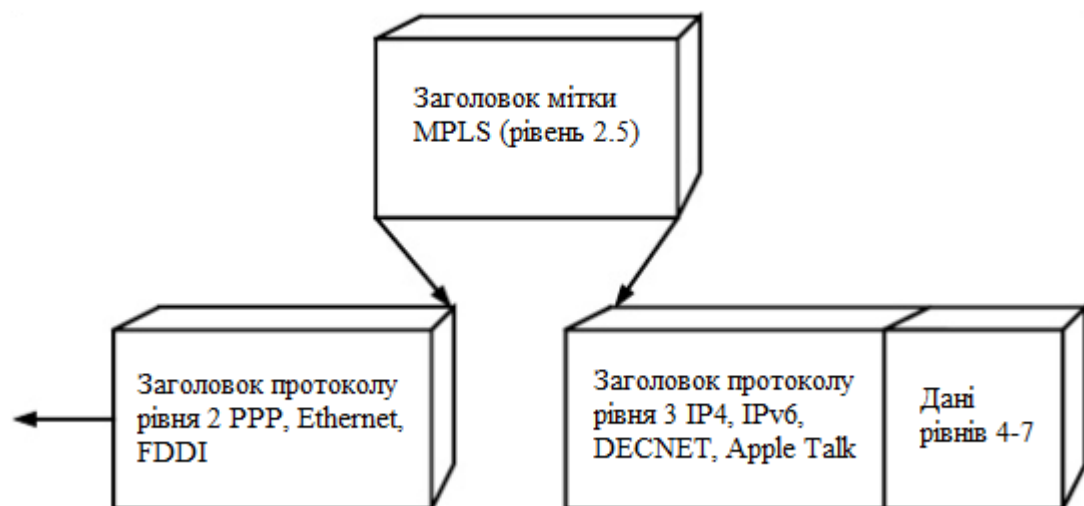 Заголовок мітки
MPLS (рівень 2.5)
Заголовок протоколу
рівня 2 PPP, Ethernet,
FDDI
Заголовок протоколу
рівня 3 IP4, IPv6,
DECNET, Apple Talk
Дані
рівнів 4-7